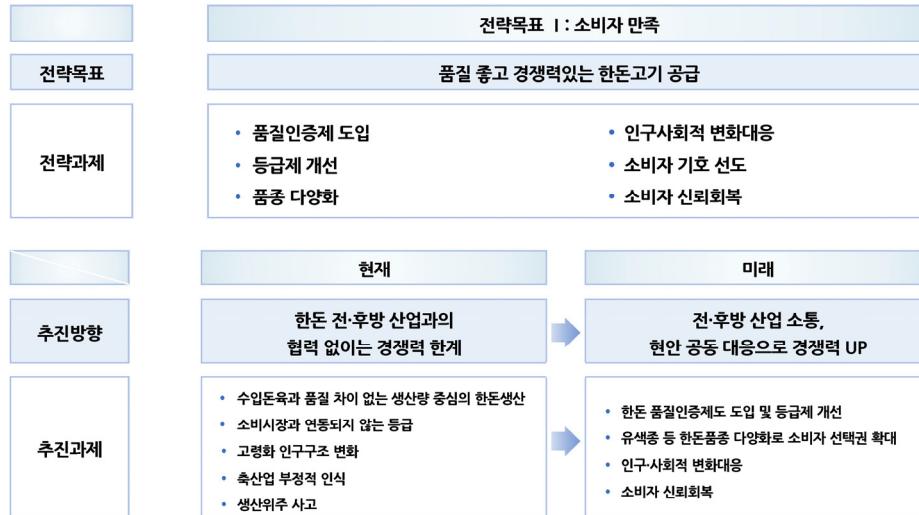 전략목표 Ⅰ: 소비자 만족
전략목표
품질 좋고 경쟁력있는 한돈고기 공급
전략과제
• 품질인증제 도입
• 등급제 개선
• 품종 다양화
• 인구사회적 변화대응
• 소비자 기호 선도
• 소비자 신뢰회복
현재
미래
추진방향
한돈 전·후방 산업과의
협력 없이는 경쟁력 한계
전·후방 산업 소통,
현안 공동 대응으로 경쟁력 UP
추진과제
• 수입돈육과 품질 차이 없는 생산량 중심의 한돈생산
• 소비시장과 연동되지 않는 등급
• 고령화 인구구조 변화
• 축산업 부정적 인식
• 생산위주 사고
• 한돈 품질인증제도 도입 및 등급제 개선
• 유색종 등 한돈품종 다양화로 소비자 선택권 확대
• 인구·사회적 변화대응
• 소비자 신뢰회복